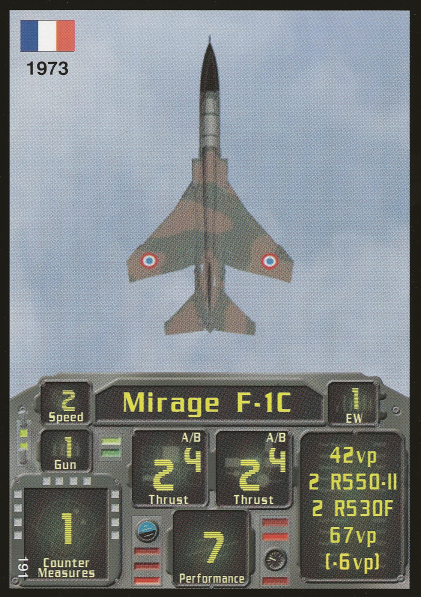 1973
Mirage F-1C
2
Speed
1
EW
1
Gun
A/B
2 4
Thrust
A/B
2 4
Thrust
42vp
2 R550-II
2 R530F
67vp
(-6vp)
1
Counter
Measures
7
Performance
191